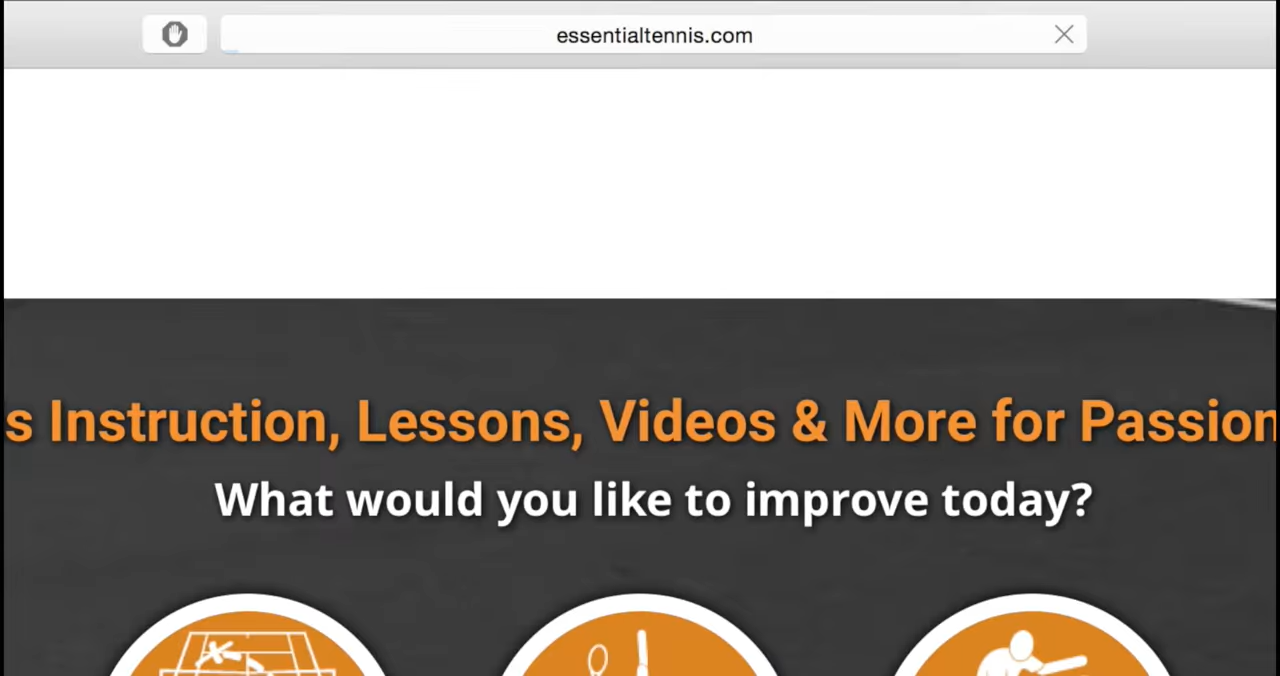 essentialtennis.com
s Instruction, Lessons, Videos & More for Passion
What would you like to improve today?